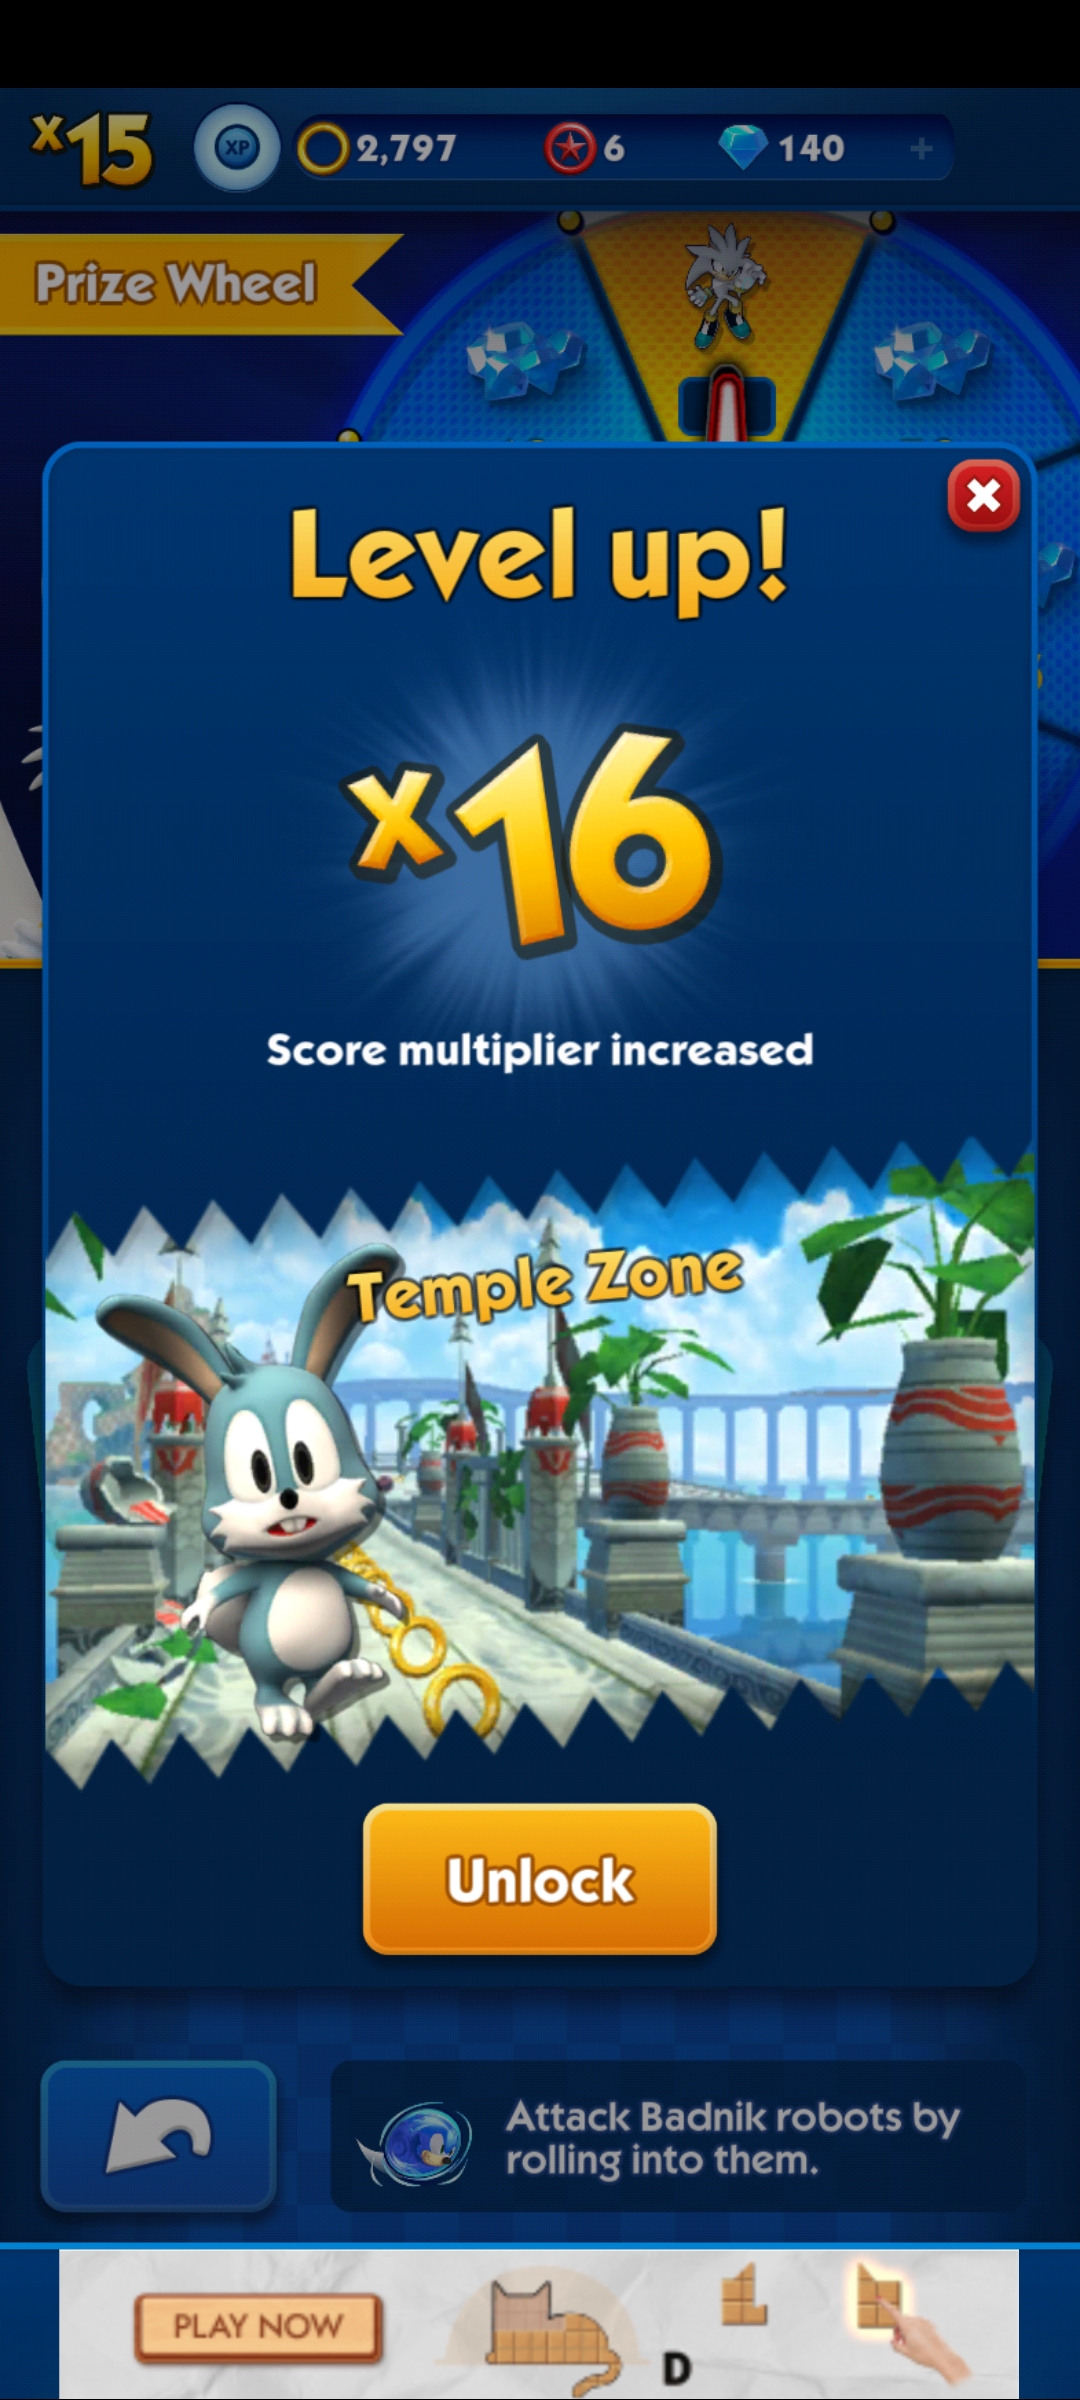 x15
XP
2,797
6
140
+
Prize Wheel
Level up!
x16
Score multiplier increased
Temple Zone
Unlock
Attack Badnik robots by
rolling into them.
PLAY NOW
D